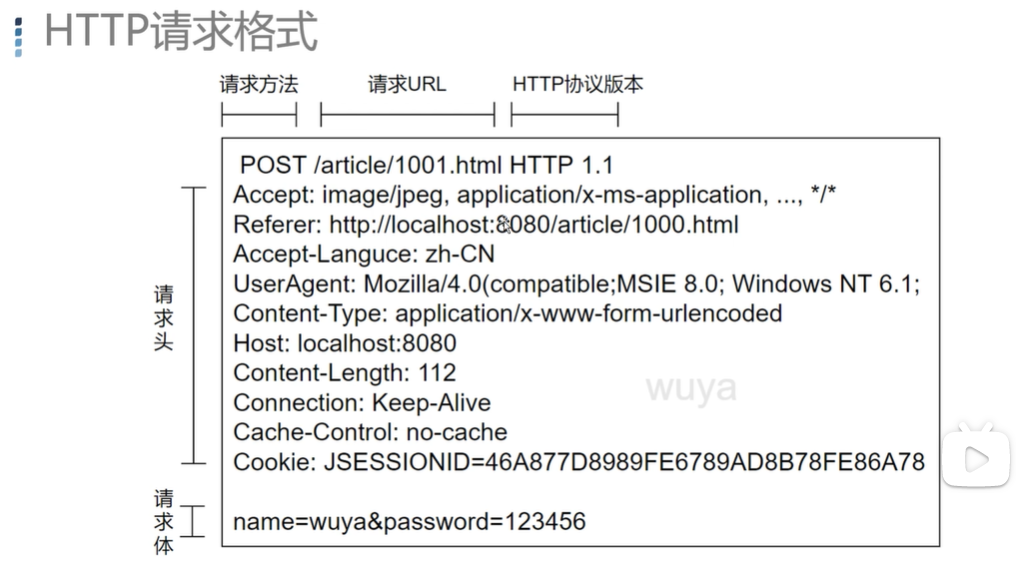 HTTP请求格式
请求方法 请求URL HTTP协议版本
POST /article/1001.html HTTP 1.1
Accept: image/jpeg, application/x-ms-application, ..., */*
Referer: http://localhost:8080/article/1000.html
Accept-Languce: zh-CN
UserAgent: Mozilla/4.0(compatible;MSIE 8.0; Windows NT 6.1;
请求头
Content-Type: application/x-www-form-urlencoded
Host: localhost:8080
Content-Length: 112
wuya
Connection: Keep-Alive
Cache-Control: no-cache
Cookie: JSESSIONID=46A877D8989FE6789AD8B78FE86A78
请求体
name=wuya&password=123456